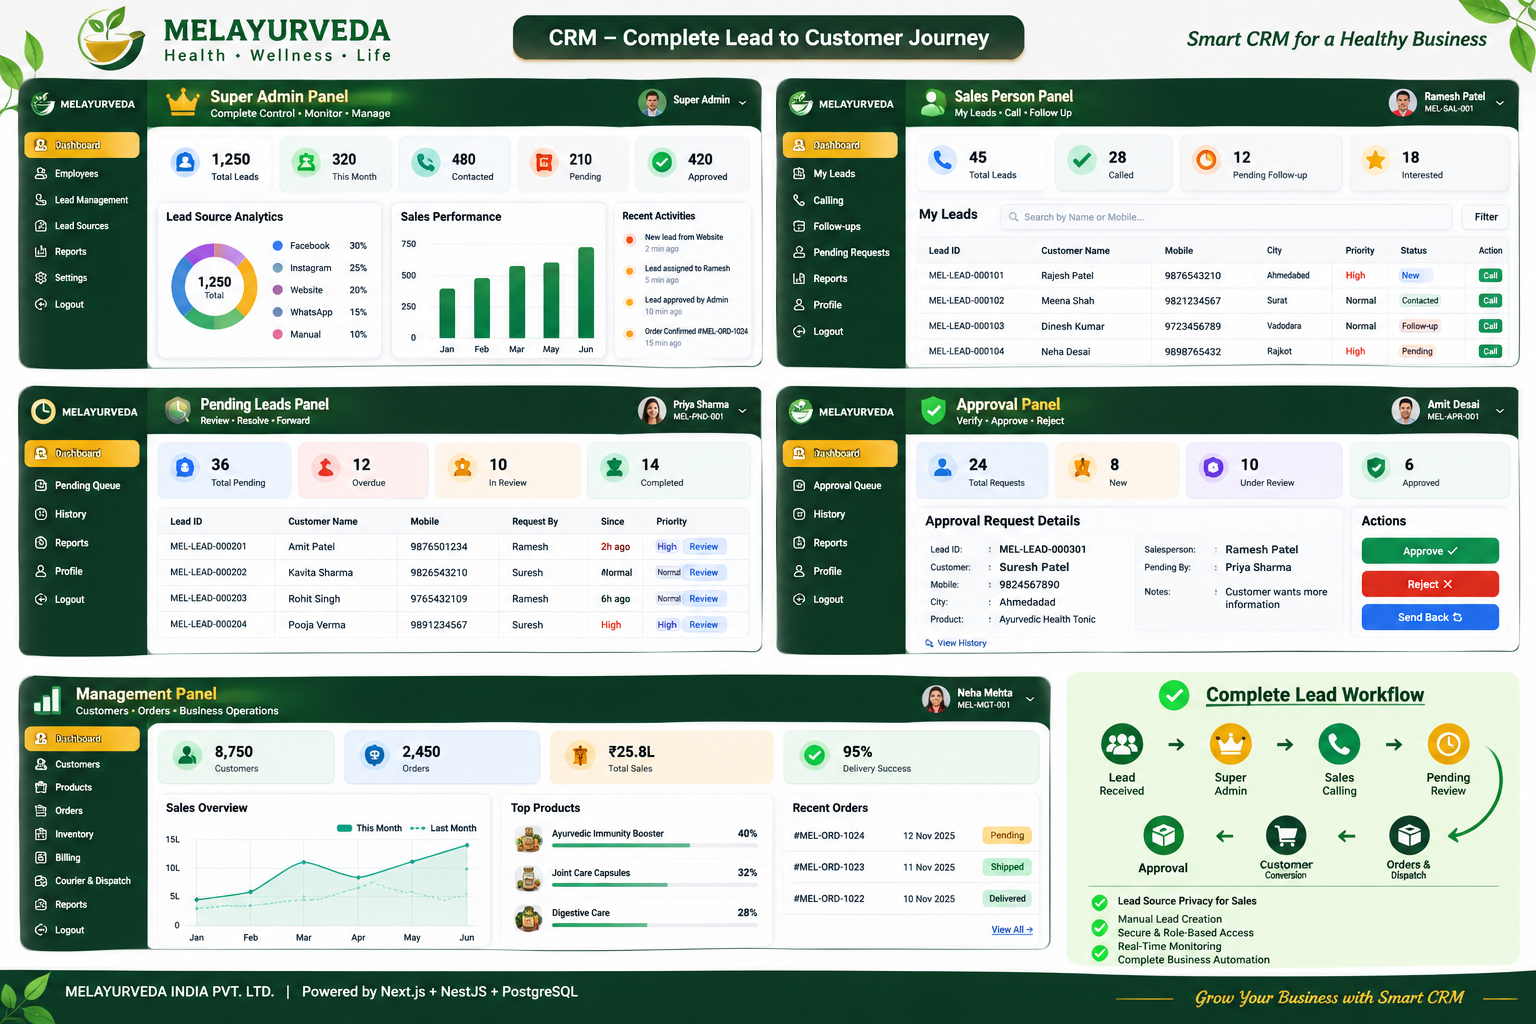 MELAYURVEDA
Health • Wellness • Life
CRM – Complete Lead to Customer Journey
Smart CRM for a Healthy Business
MELAYURVEDA
Super Admin Panel
Complete Control • Monitor • Manage
Super Admin
Dashboard
Employees
Lead Management
Lead Sources
Reports
Settings
Logout
1,250
Total Leads
320
This Month
480
Contacted
210
Pending
420
Approved
Lead Source Analytics
1,250
Total
Facebook 30%
Instagram 25%
Website 20%
WhatsApp 15%
Manual 10%
Sales Performance
750
500
250
0
Jan Feb Mar May Jun
Recent Activities
New lead from Website
2 min ago
Lead assigned to Ramesh
5 min ago
Lead approved by Admin
10 min ago
Order Confirmed #MEL-ORD-1024
15 min ago
MELAYURVEDA
Sales Person Panel
My Leads • Call • Follow Up
Ramesh Patel
MEL-SAL-001
Dashboard
My Leads
Calling
Follow-ups
Pending Requests
Reports
Profile
Logout
45
Total Leads
28
Called
12
Pending Follow-up
18
Interested
My Leads
Search by Name or Mobile...
Filter
Lead ID Customer Name Mobile City Priority Status Action
MEL-LEAD-000101 Rajesh Patel 9876543210 Ahmedabed High New Call
MEL-LEAD-000102 Meena Shah 9821234567 Surat Normal Contacted Call
MEL-LEAD-000103 Dinesh Kumar 9723456789 Vadodara Normal Follow-up Call
MEL-LEAD-000104 Neha Desai 9898765432 Rajkot High Pending Call
MELAYURVEDA
Pending Leads Panel
Review • Resolve • Forward
Priya Sharma
MEL-PND-001
Dashboard
Pending Queue
History
Reports
Profile
Logout
36
Total Pending
12
Overdue
10
In Review
14
Completed
Lead ID Customer Name Mobile Request By Since Priority
MEL-LEAD-000201 Amit Patel 9876501234 Ramesh 2h ago High Review
MEL-LEAD-000202 Kavita Sharma 9826543210 Suresh Normal Normal Review
MEL-LEAD-000203 Rohit Singh 9765432109 Ramesh 6h ago Normal Review
MEL-LEAD-000204 Pooja Verma 9891234567 Suresh High High Review
MELAYURVEDA
Approval Panel
Verify • Approve • Reject
Amit Desai
MEL-APR-001
Dashboard
Approval Queue
History
Reports
Profile
Logout
24
Total Requests
8
New
10
Under Review
6
Approved
Approval Request Details
Lead ID: : MEL-LEAD-000301
Customer: : Suresh Patel
Mobile: : 9824567890
City: : Ahmedadad
Product: : Ayurvedic Health Tonic
View History
Salesperson: : Ramesh Patel
Pending By: : Priya Sharma
Notes: : Customer wants more
information
Actions
Approve ✓
Reject ✕
Send Back
Management Panel
Customers • Orders • Business Operations
Neha Mehta
MEL-MGT-001
Dashboard
Customers
Products
Orders
Inventory
Billing
Courier & Dispatch
Reports
Logout
8,750
Customers
2,450
Orders
₹25.8L
Total Sales
95%
Delivery Success
Sales Overview
This Month Last Month
15L
10L
5L
0
Jan Feb Mar Apr May Jun
Top Products
Ayurvedic Immunity Booster 40%
Joint Care Capsules 32%
Digestive Care 28%
Recent Orders
#MEL-ORD-1024 12 Nov 2025 Pending
#MEL-ORD-1023 11 Nov 2025 Shipped
#MEL-ORD-1022 10 Nov 2025 Delivered
View All →
Complete Lead Workflow
Lead
Received
Super
Admin
Sales
Calling
Pending
Review
Approval
Customer
Conversion
Orders &
Dispatch
Lead Source Privacy for Sales
Manual Lead Creation
Secure & Role-Based Access
Real-Time Monitoring
Complete Business Automation
MELAYURVEDA INDIA PVT. LTD. | Powered by Next.js + NestJS + PostgreSQL
Grow Your Business with Smart CRM